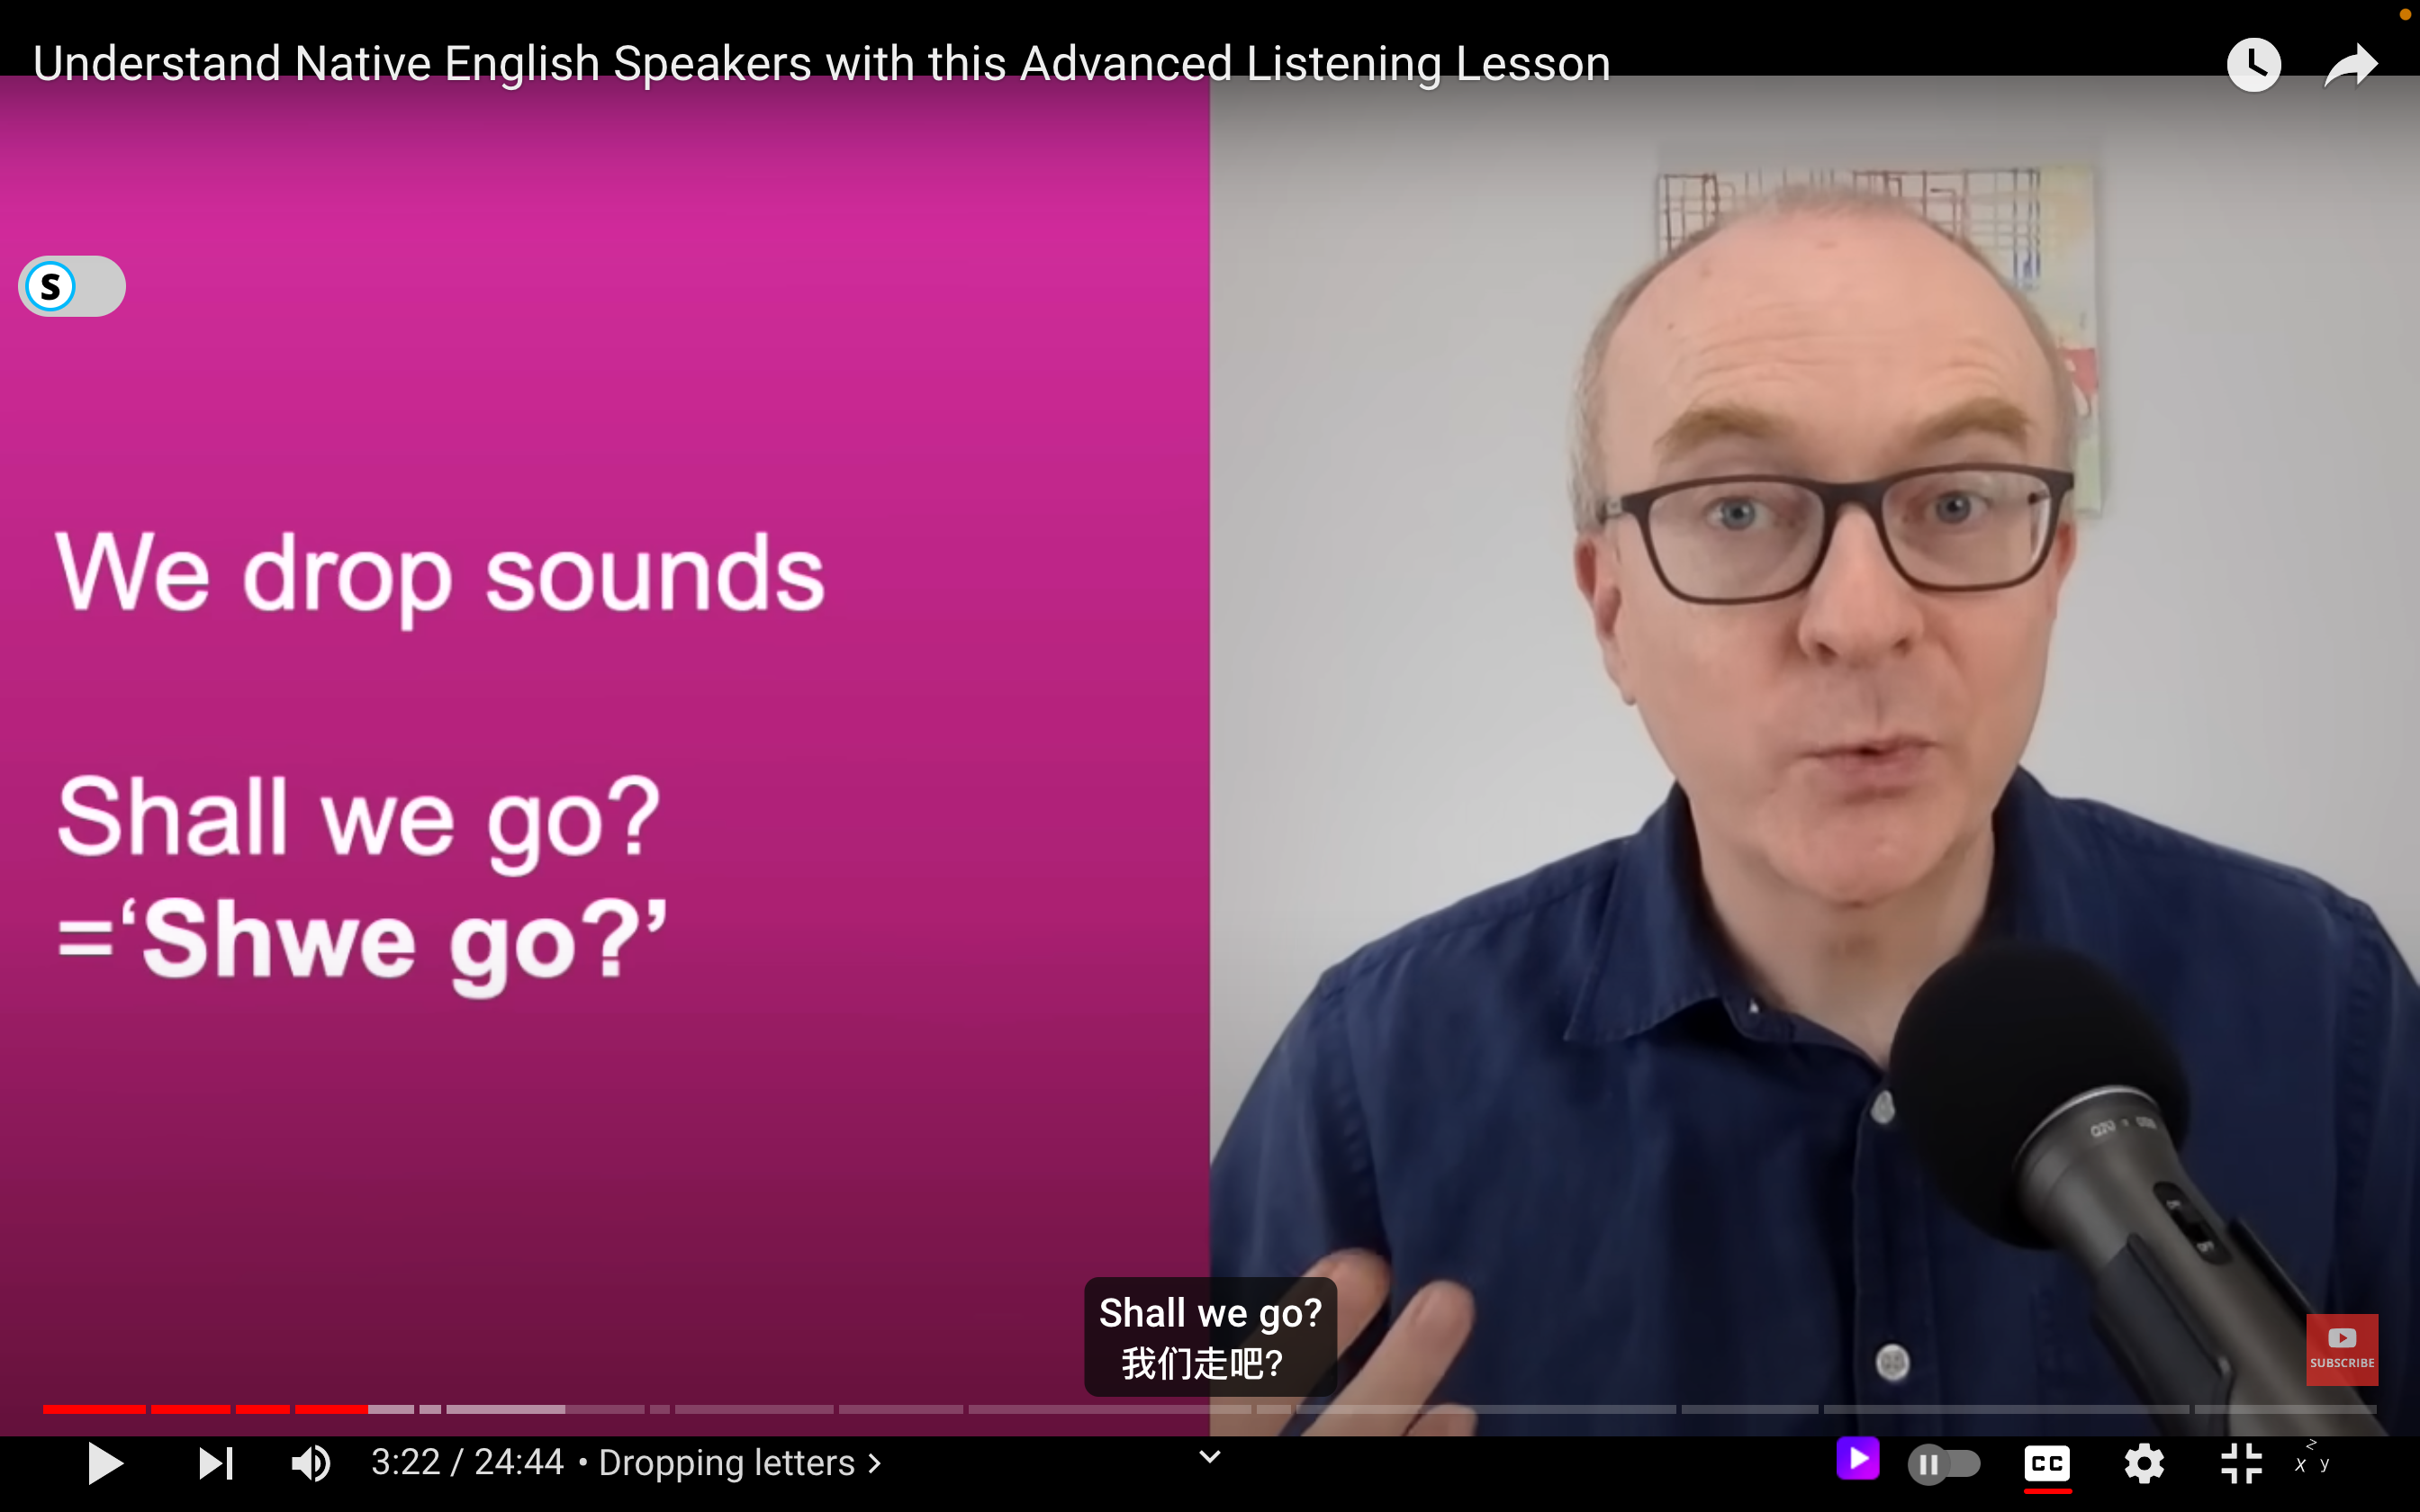 Understand Native English Speakers with this Advanced Listening Lesson
S
We drop sounds
Shall we go?
=‘Shwe go?’
Shall we go?
我们走吧?
SUBSCRIBE
3:22 / 24:44 • Dropping letters ›
CC
> x y